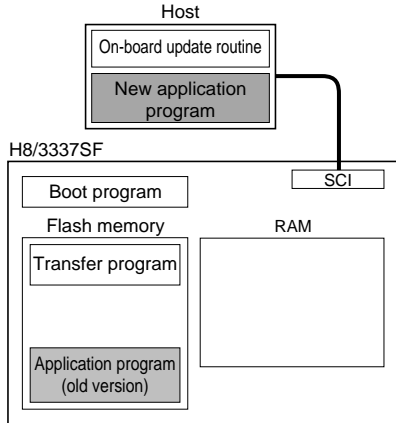 Host
On-board update routine
New application
program
H8/3337SF
SCI
Boot program
Flash memory
RAM
Transfer program
Application program
(old version)